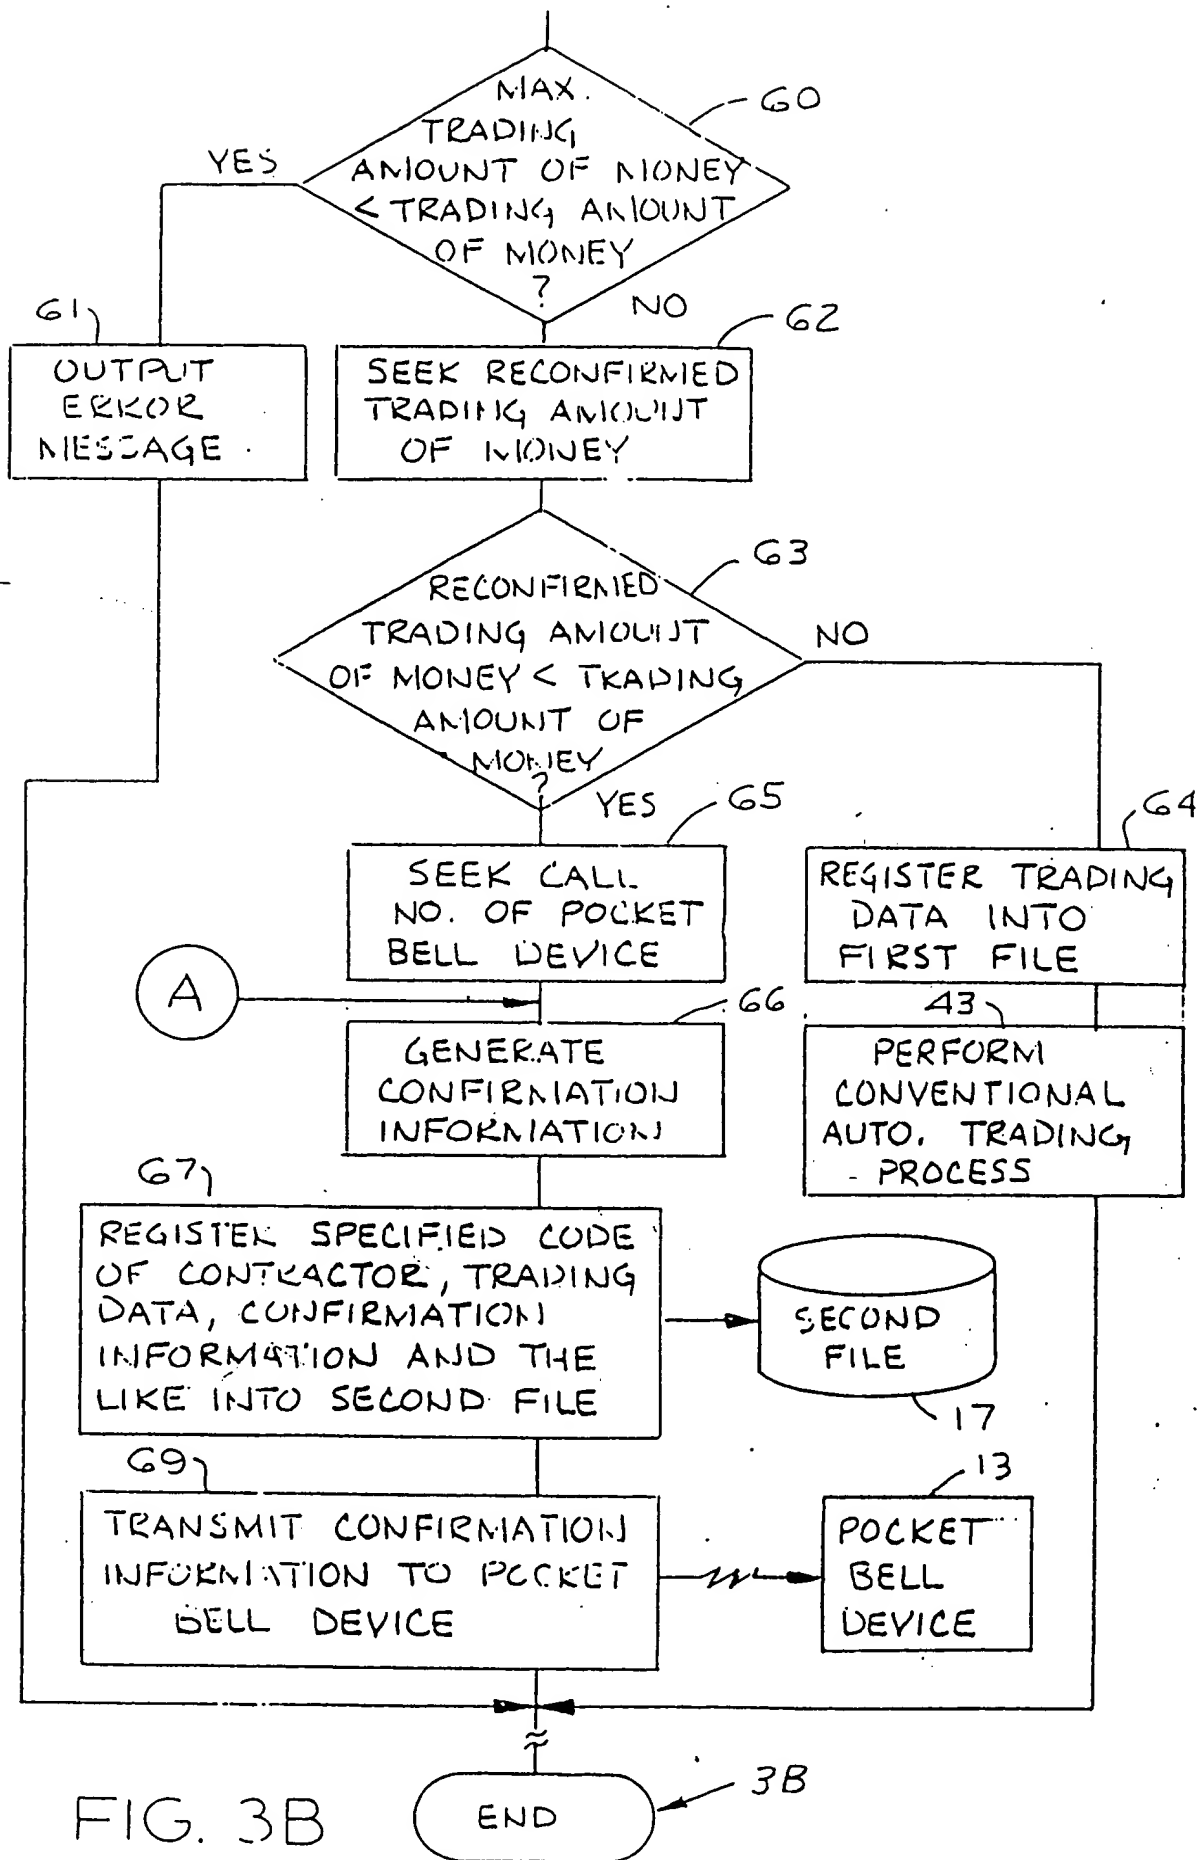 MAX.
TRADING
AMOUNT OF MONEY
< TRADING AMOUNT
OF MONEY
?
60
YES
NO
61
OUTPUT
ERROR
MESSAGE
62
SEEK RECONFIRMED
TRADING AMOUNT
OF MONEY
63
RECONFIRMED
TRADING AMOUNT
OF MONEY < TRADING
AMOUNT OF
MONEY
?
NO
YES
65
SEEK CALL
NO. OF POCKET
BELL DEVICE
64
REGISTER TRADING
DATA INTO
FIRST FILE
A
66
GENERATE
CONFIRMATION
INFORMATION
43
PERFORM
CONVENTIONAL
AUTO. TRADING
PROCESS
67
REGISTER SPECIFIED CODE
OF CONTRACTOR, TRADING
DATA, CONFIRMATION
INFORMATION AND THE
LIKE INTO SECOND FILE
SECOND
FILE
17
69
TRANSMIT CONFIRMATION
INFORMATION TO POCKET
BELL DEVICE
13
POCKET
BELL
DEVICE
END
3B
FIG. 3B